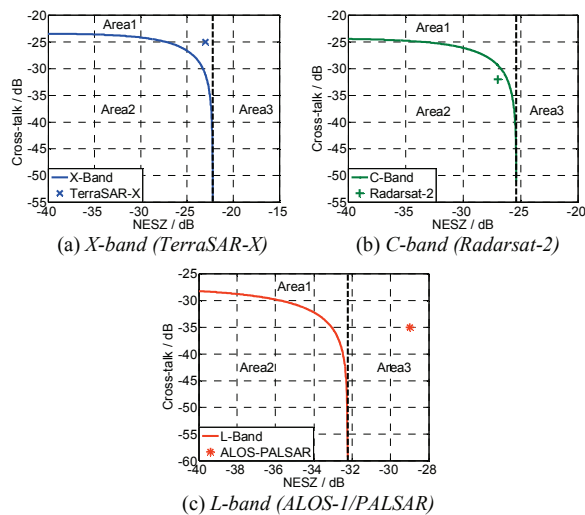 -15
-20
-25
-30
-35
-40
-45
-50
-55
Cross-talk / dB
Area1
Area2
Area3
X-Band
TerraSAR-X
-40 -35 -30 -25 -20 -15
NESZ / dB
(a) X-band (TerraSAR-X)
-15
-20
-25
-30
-35
-40
-45
-50
-55
Cross-talk / dB
Area1
Area2
Area3
C-Band
Radarsat-2
-40 -35 -30 -25 -20
NESZ / dB
(b) C-band (Radarsat-2)
-25
-30
-35
-40
-45
-50
-55
-60
Cross-talk / dB
Area1
Area2
Area3
L-Band
ALOS-PALSAR
-40 -38 -36 -34 -32 -30 -28
NESZ / dB
(c) L-band (ALOS-1/PALSAR)